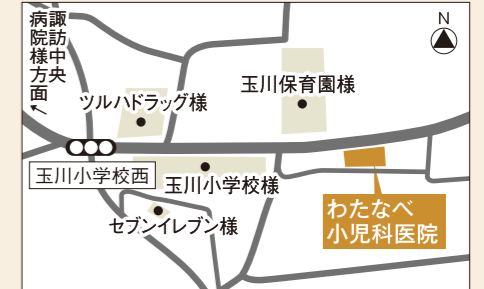 諏訪中央
病院様方面←
N
玉川保育園様
ツルハドラッグ様
玉川小学校西
玉川小学校様
セブンイレブン様
わたなべ
小児科医院